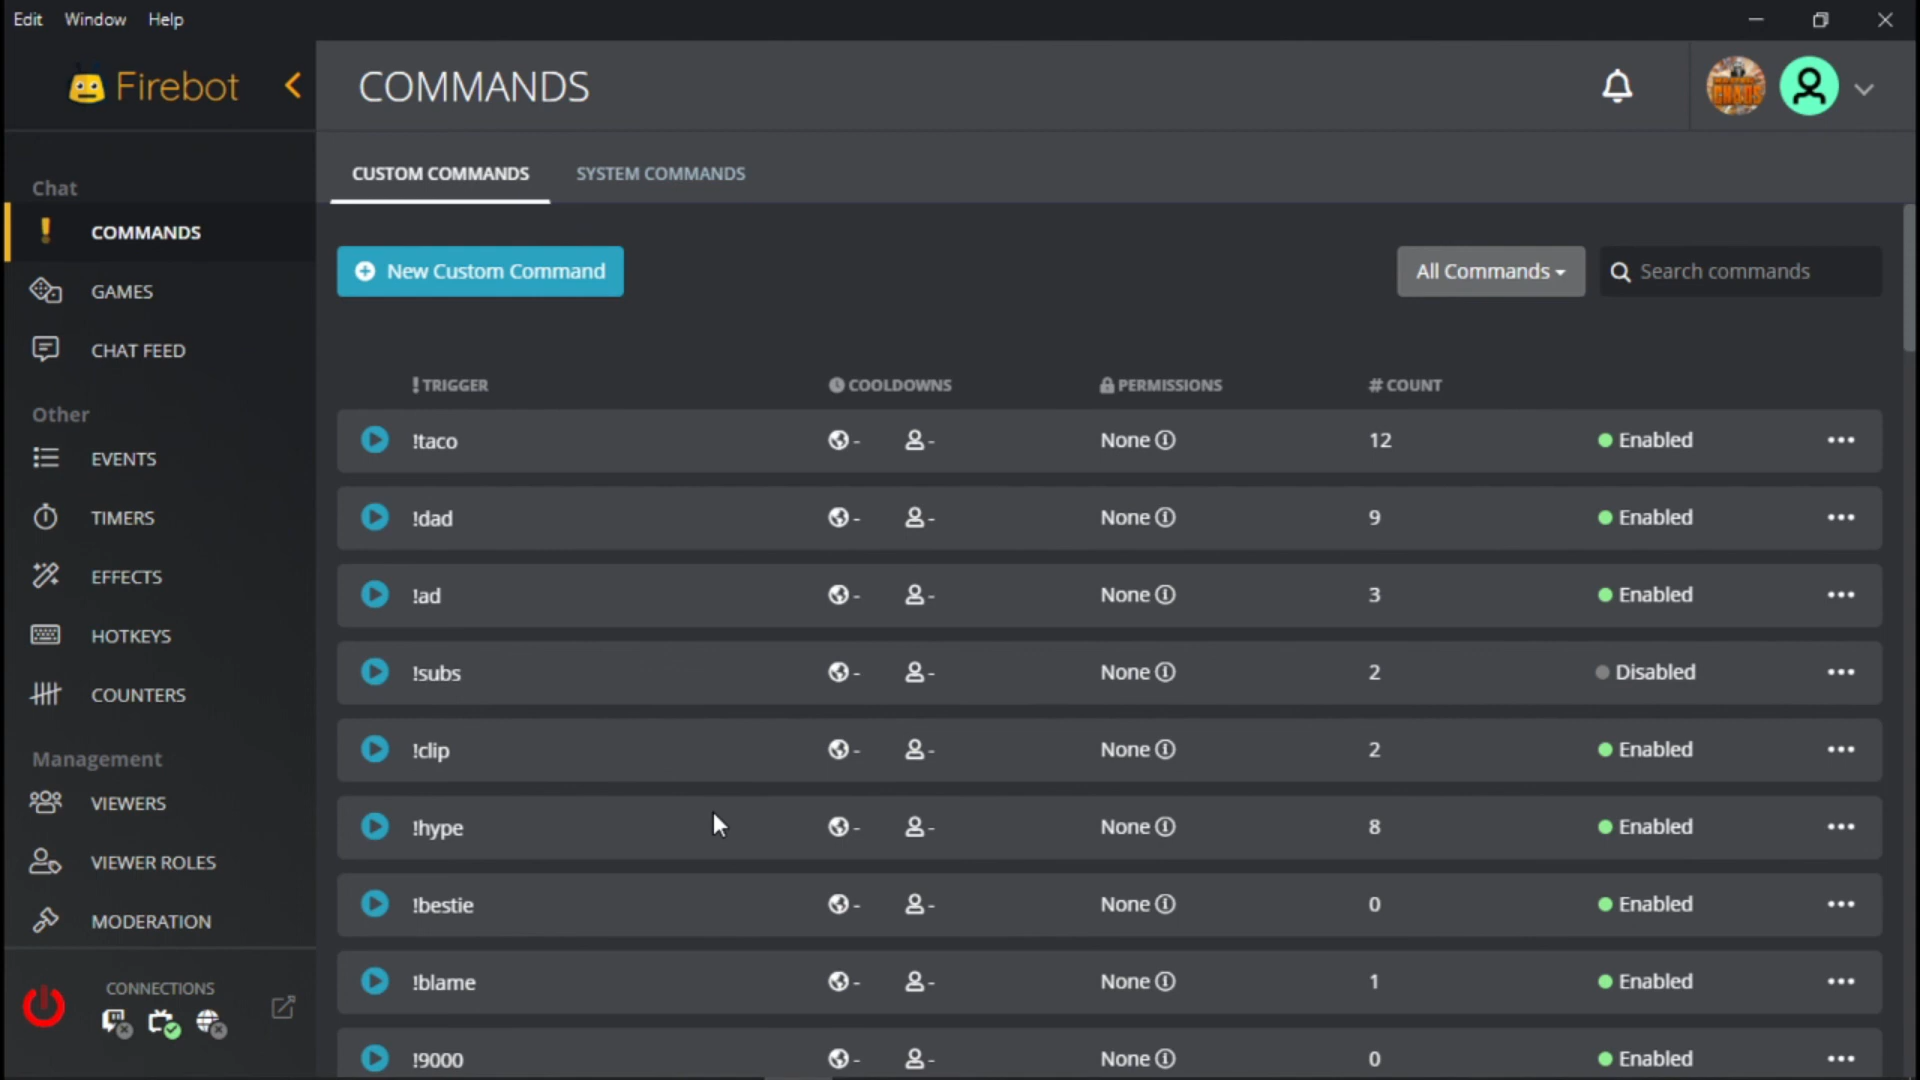 Edit Window Help
Firebot
COMMANDS
CUSTOM COMMANDS SYSTEM COMMANDS
New Custom Command
All Commands
Search commands
Chat
COMMANDS
GAMES
CHAT FEED
Other
EVENTS
TIMERS
EFFECTS
HOTKEYS
COUNTERS
Management
VIEWERS
VIEWER ROLES
MODERATION
CONNECTIONS
! TRIGGER COOLDOWNS PERMISSIONS # COUNT
!taco - - None 12 Enabled
!dad - - None 9 Enabled
!ad - - None 3 Enabled
!subs - - None 2 Disabled
!clip - - None 2 Enabled
!hype - - None 8 Enabled
!bestie - - None 0 Enabled
!blame - - None 1 Enabled
!9000 - - None 0 Enabled